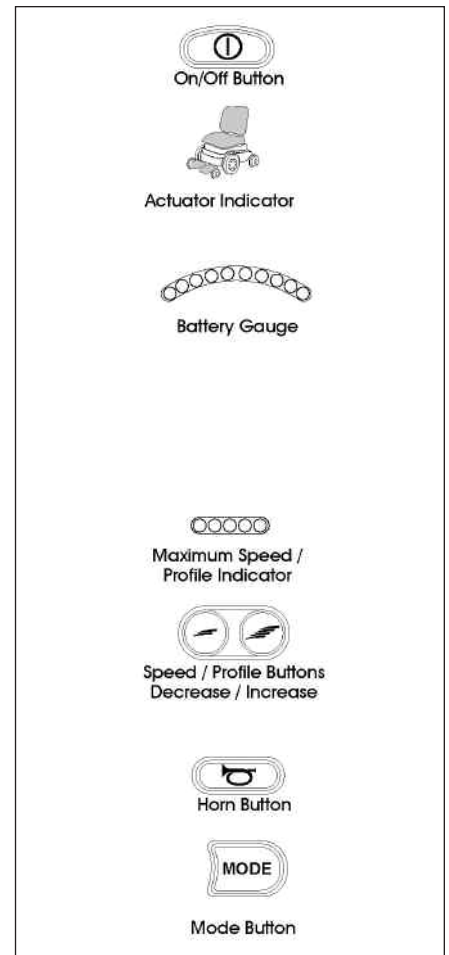 On/Off Button
Actuator Indicator
Battery Gauge
Maximum Speed /
Profile Indicator
Speed / Profile Buttons
Decrease / Increase
Horn Button
MODE
Mode Button